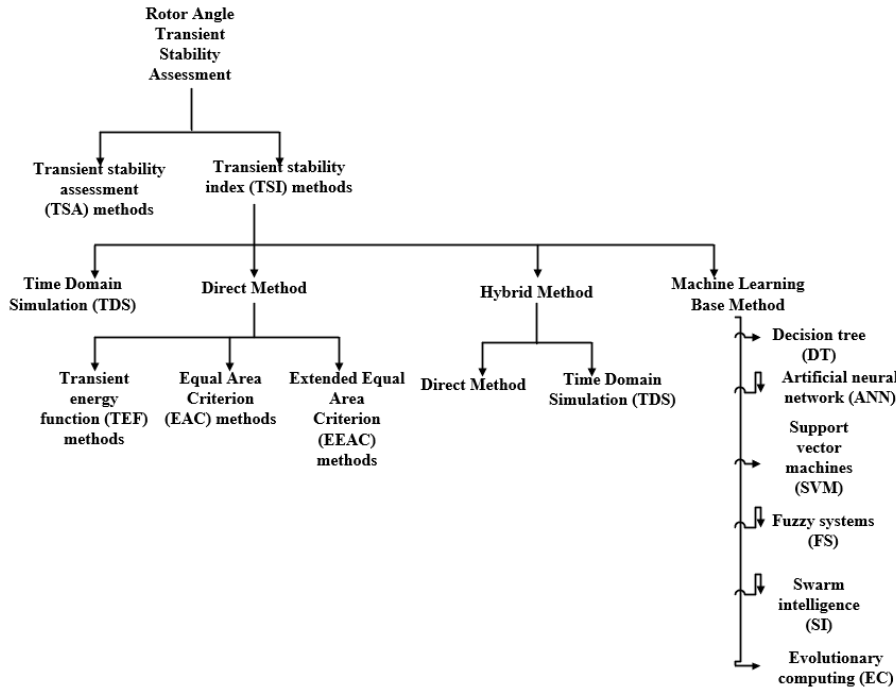 Rotor Angle
Transient
Stability
Assessment
Transient stability
assessment
(TSA) methods
Transient stability
index (TSI) methods
Time Domain
Simulation (TDS)
Direct Method
Hybrid Method
Machine Learning
Base Method
Transient
energy
function (TEF)
methods
Equal Area
Criterion
(EAC) methods
Extended Equal
Area
Criterion
(EEAC)
methods
Direct Method
Time Domain
Simulation (TDS)
Decision tree
(DT)
Artificial neural
network (ANN)
Support
vector
machines
(SVM)
Fuzzy systems
(FS)
Swarm
intelligence
(SI)
Evolutionary
computing (EC)